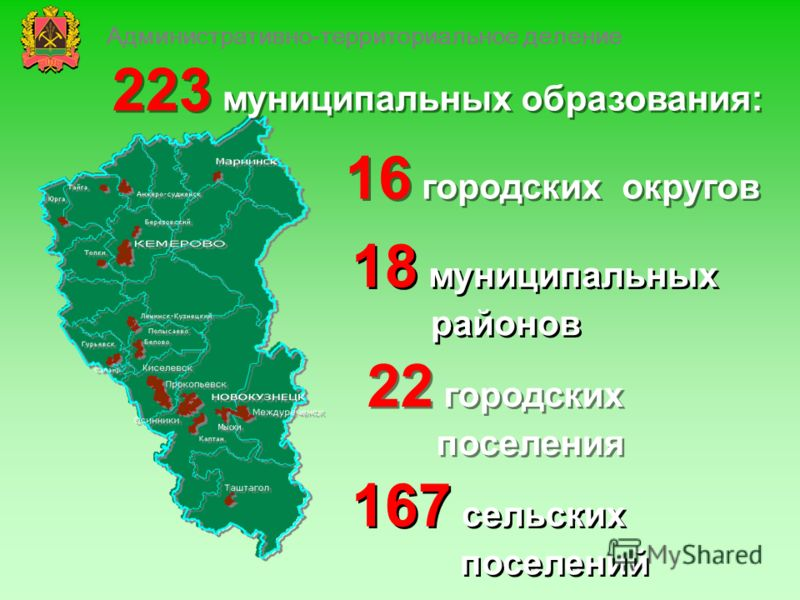 Административно-территориальное деление
223 муниципальных образования:
16 городских округов
18 муниципальных
районов
22 городских
поселения
167 сельских
поселений
Мариинск
Тайга
Анжеро-судженск
Юрга
Березовский
КЕМЕРОВО
Топки
Ленинск-Кузнецкий
Полысаево
Гурьевск
Белово
Киселевск
Прокопьевск
НОВОКУЗНЕЦК
Междуреченск
Мыски
Калтан
Таштагол
MyShared